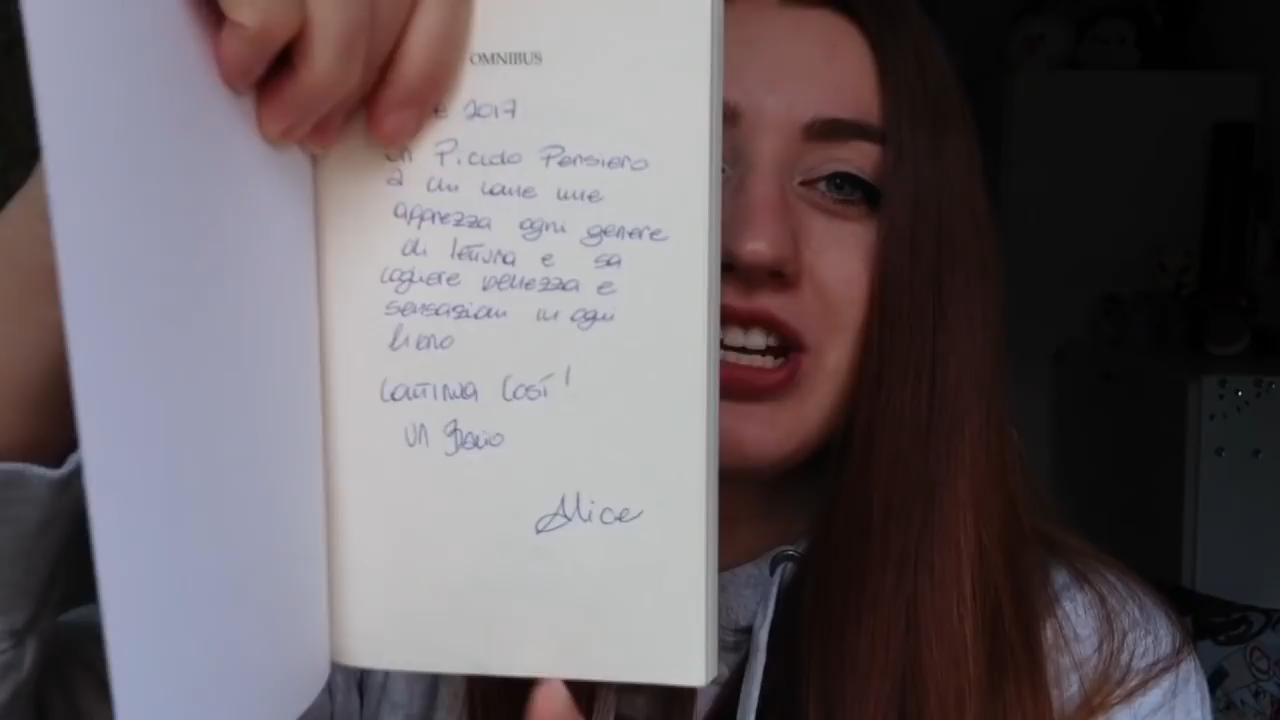 OMNIBUS
2017
un Piccolo Pensiero
a chi come me
apprezza ogni genere
di lettura e sa
cogliere bellezza e
sensazioni in ogni
libro
Continua Così!
un Bacio
Alice